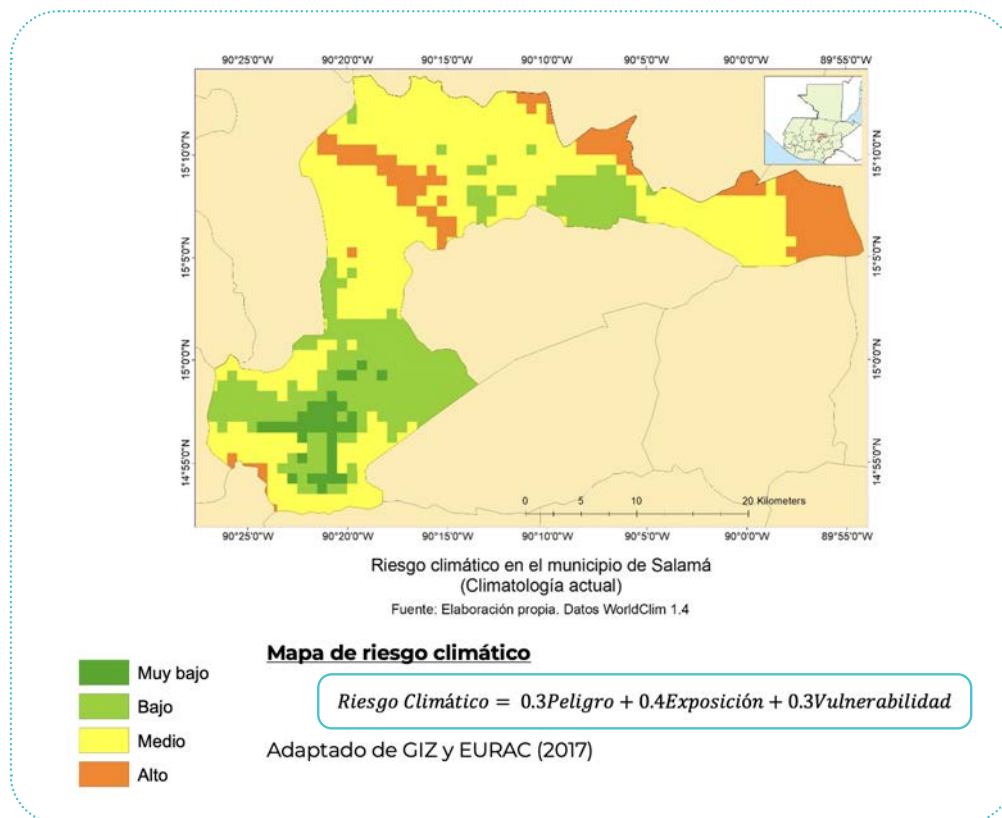 90°25'0"W 90°20'0"W 90°15'0"W 90°10'0"W 90°5'0"W 90°0'0"W 89°55'0"W
15°10'0"N 15°10'0"N
15°5'0"N 15°5'0"N
15°0'0"N 15°0'0"N
14°55'0"N 14°55'0"N
0 5 10 20 Kilometers
90°25'0"W 90°20'0"W 90°15'0"W 90°10'0"W 90°5'0"W 90°0'0"W 89°55'0"W
Riesgo climático en el municipio de Salamá
(Climatología actual)
Fuente: Elaboración propia. Datos WorldClim 1.4
Mapa de riesgo climático
Muy bajo
Bajo
Medio
Alto
Riesgo Climático = 0.3Peligro + 0.4Exposición + 0.3Vulnerabilidad
Adaptado de GIZ y EURAC (2017)